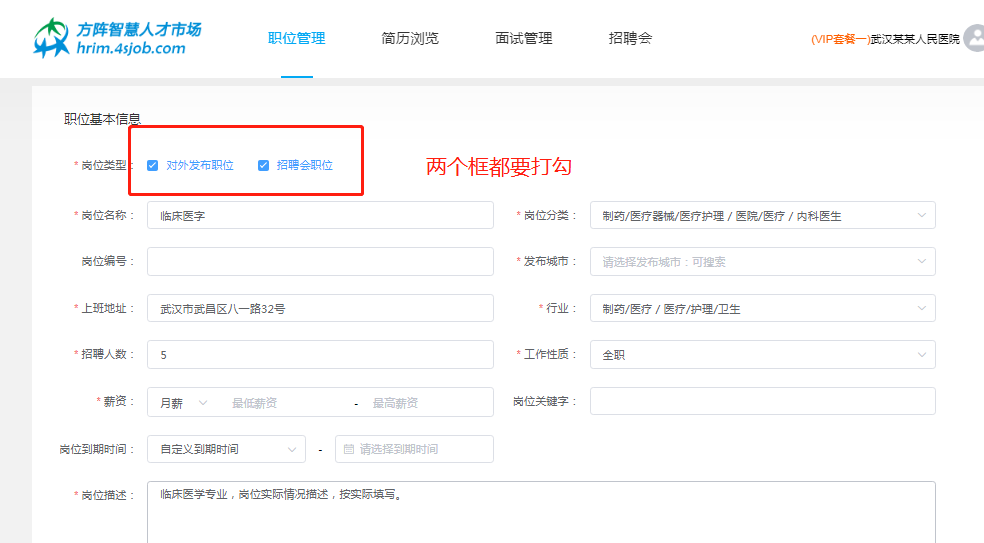 方阵智慧人才市场
hrim.4sjob.com
职位管理 简历浏览 面试管理 招聘会 (VIP套餐一)武汉某某人民医院
职位基本信息
* 岗位类型： 对外发布职位 招聘会职位 两个框都要打勾
* 岗位名称： 临床医字 * 岗位分类： 制药/医疗器械/医疗护理 / 医院/医疗 / 内科医生
岗位编号： * 发布城市： 请选择发布城市：可搜索
* 上班地址： 武汉市武昌区八一路32号 * 行业： 制药/医疗 / 医疗/护理/卫生
* 招聘人数： 5 * 工作性质： 全职
* 薪资： 月薪 最低薪资 - 最高薪资 岗位关键字：
岗位到期时间： 自定义到期时间 - 请选择到期时间
* 岗位描述： 临床医学专业，岗位实际情况描述，按实际填写。